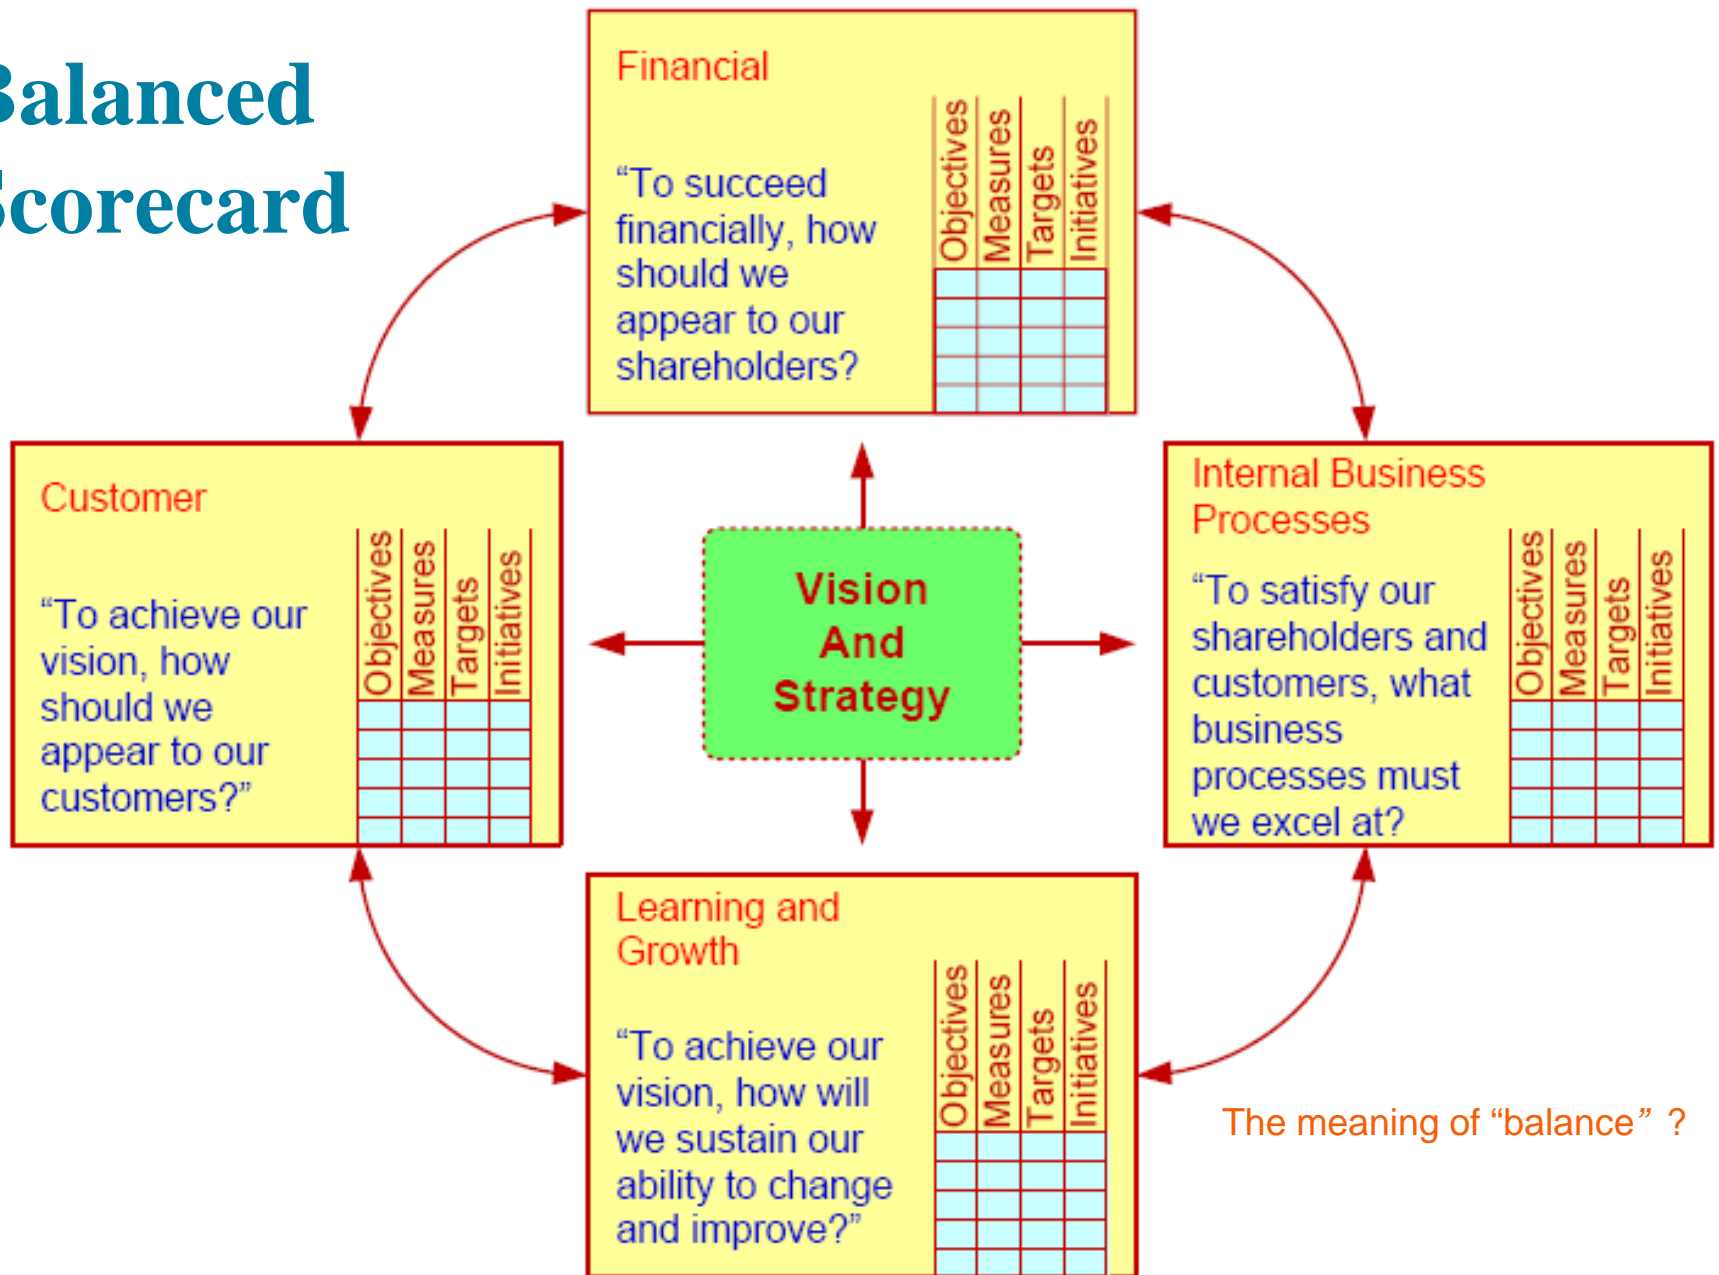 Balanced
Scorecard
Financial
“To succeed
financially, how
should we
appear to our
shareholders?
Objectives
Measures
Targets
Initiatives
Customer
“To achieve our
vision, how
should we
appear to our
customers?”
Objectives
Measures
Targets
Initiatives
Vision
And
Strategy
Internal Business
Processes
“To satisfy our
shareholders and
customers, what
business
processes must
we excel at?
Objectives
Measures
Targets
Initiatives
Learning and
Growth
“To achieve our
vision, how will
we sustain our
ability to change
and improve?”
Objectives
Measures
Targets
Initiatives
The meaning of “balance” ?